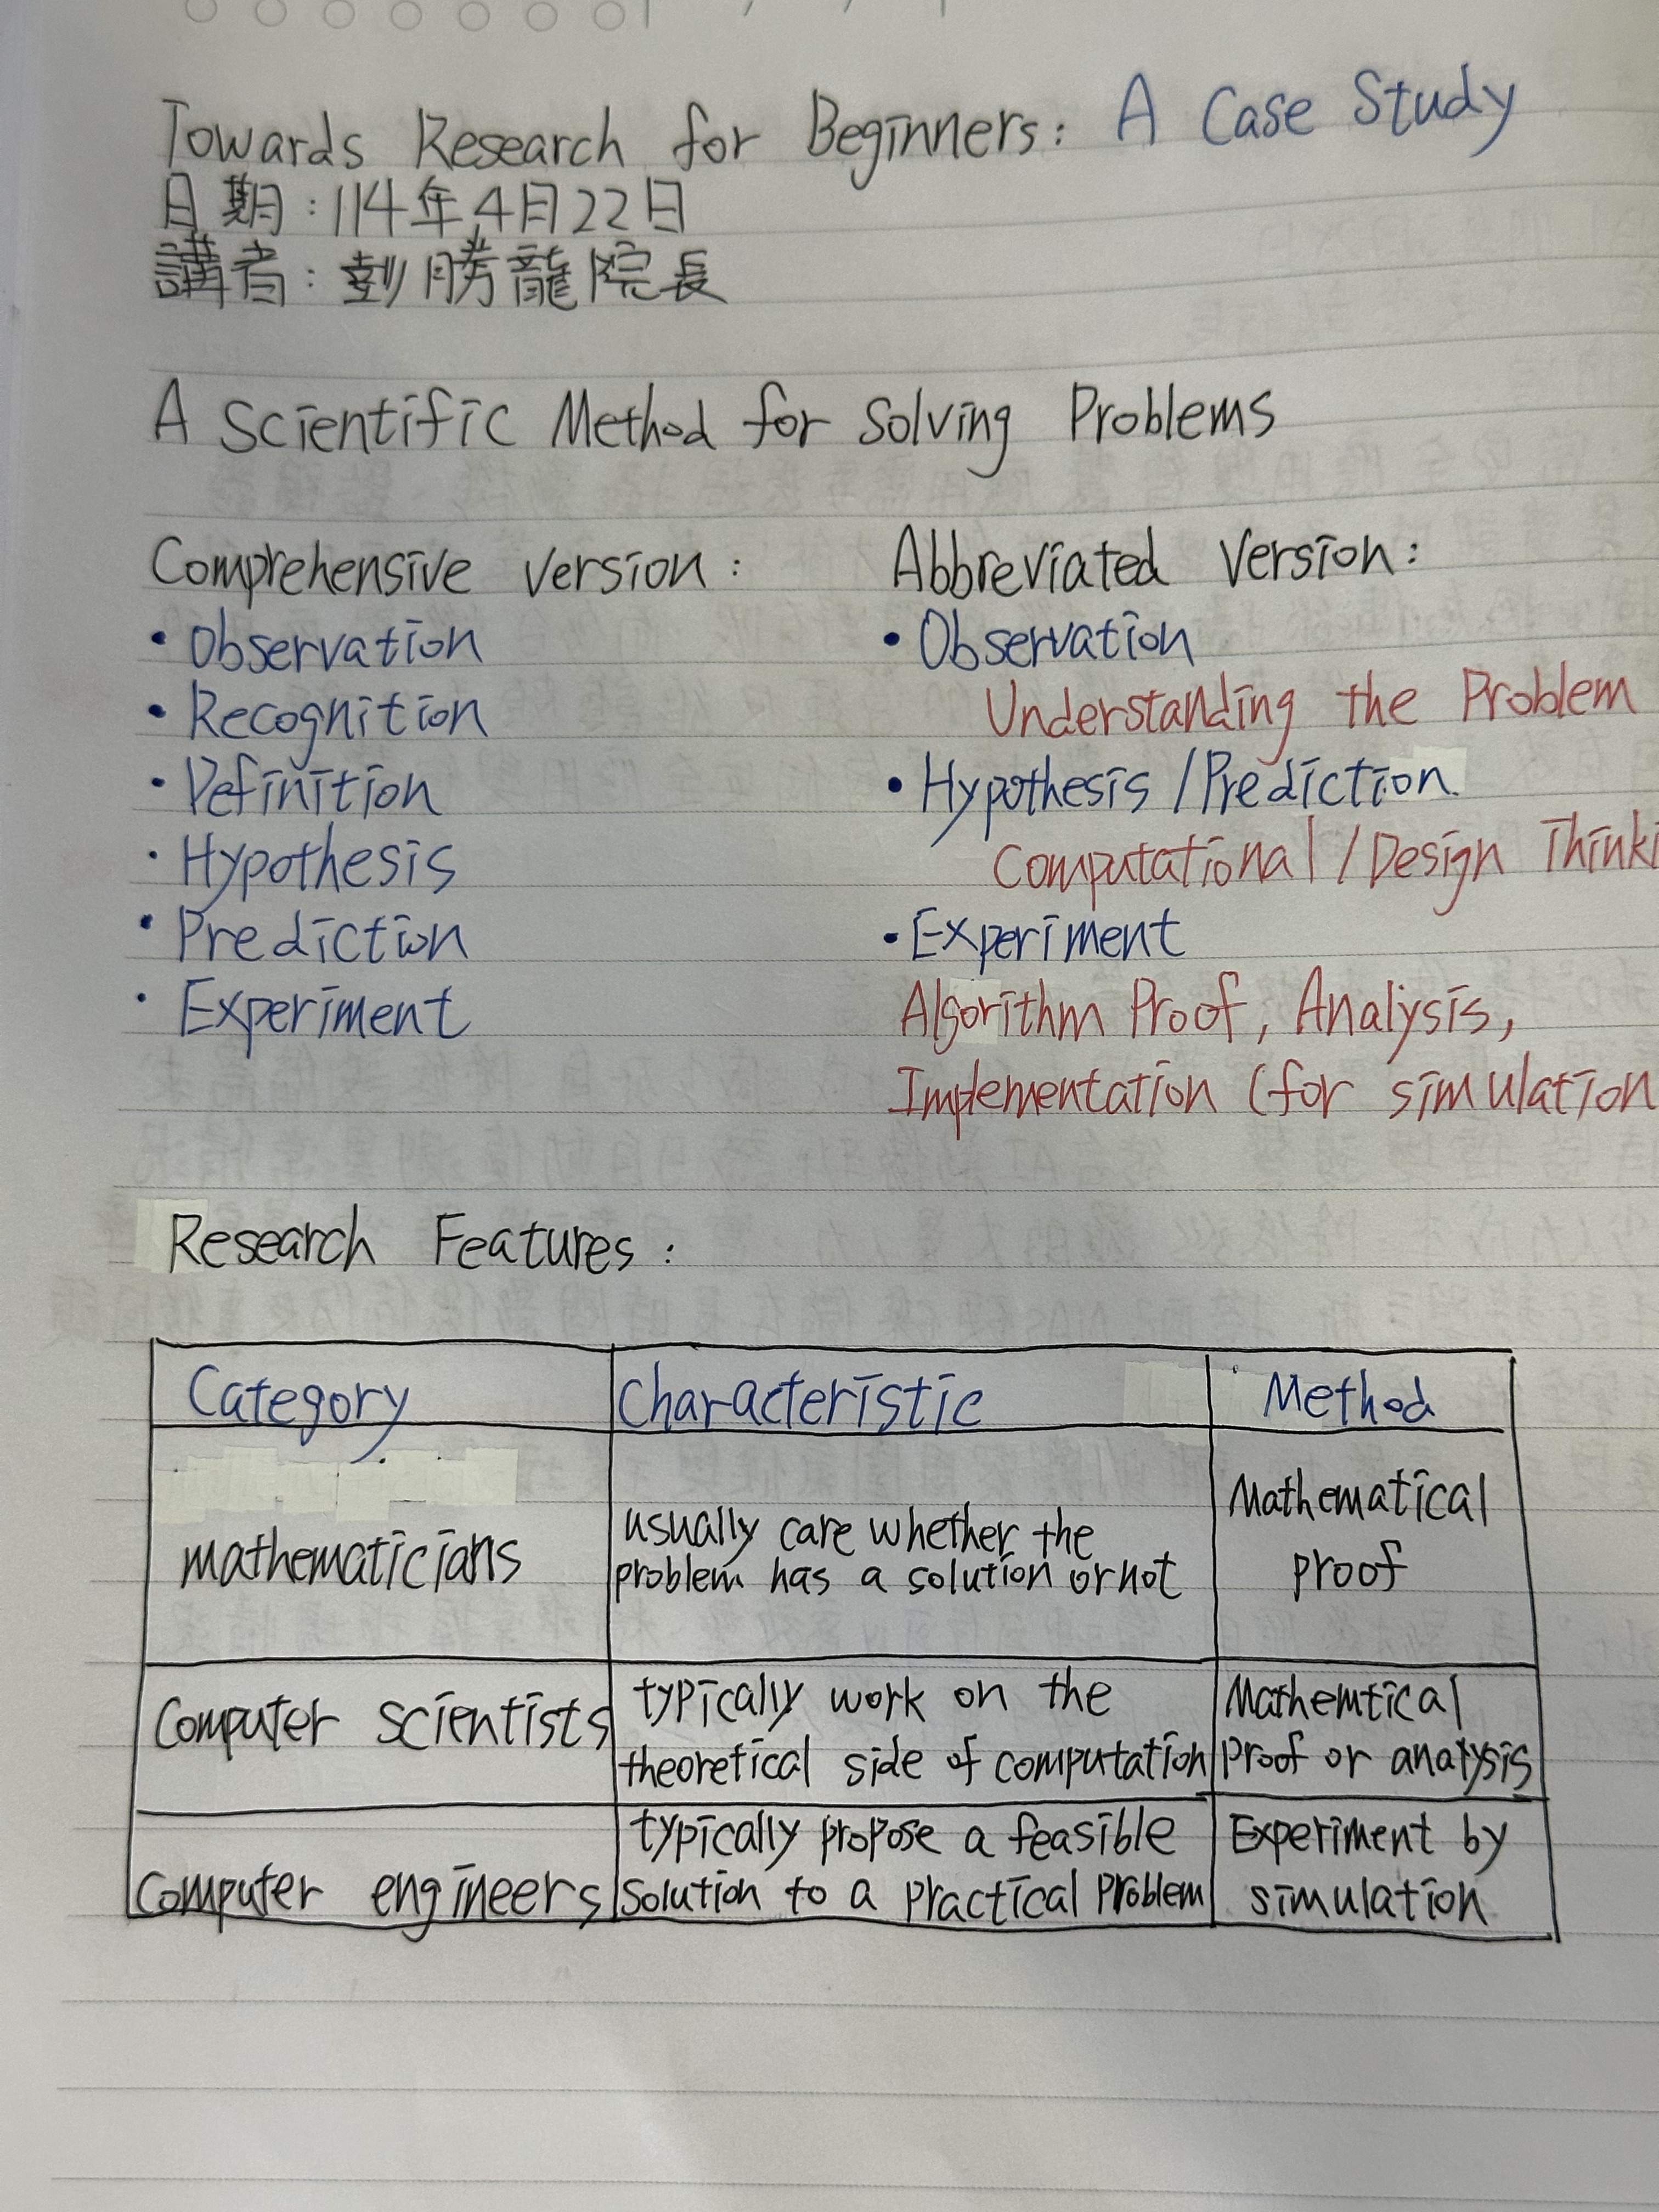 Towards Research for Beginners: A Case Study
日期:114年4月22日
講者:彭勝龍院長
A Scientific Method for Solving Problems
Comprehensive version:
• Observation
• Recognition
• Definition
• Hypothesis
• Prediction
• Experiment
Abbreviated Version:
• Observation
Understanding the Problem
• Hypothesis / Prediction
Computational / Design Thinki
• Experiment
Algorithm Proof, Analysis,
Implementation (for simulation
Research Features:
Category Characteristic Method
mathematicians
usually care whether the
problem has a solution or not
Mathematical
proof
Computer scientists
typically work on the
theoretical side of computation
Mathemtical
proof or analysis
Computer engineers
typically propose a feasible
solution to a practical problem
Experiment by
simulation